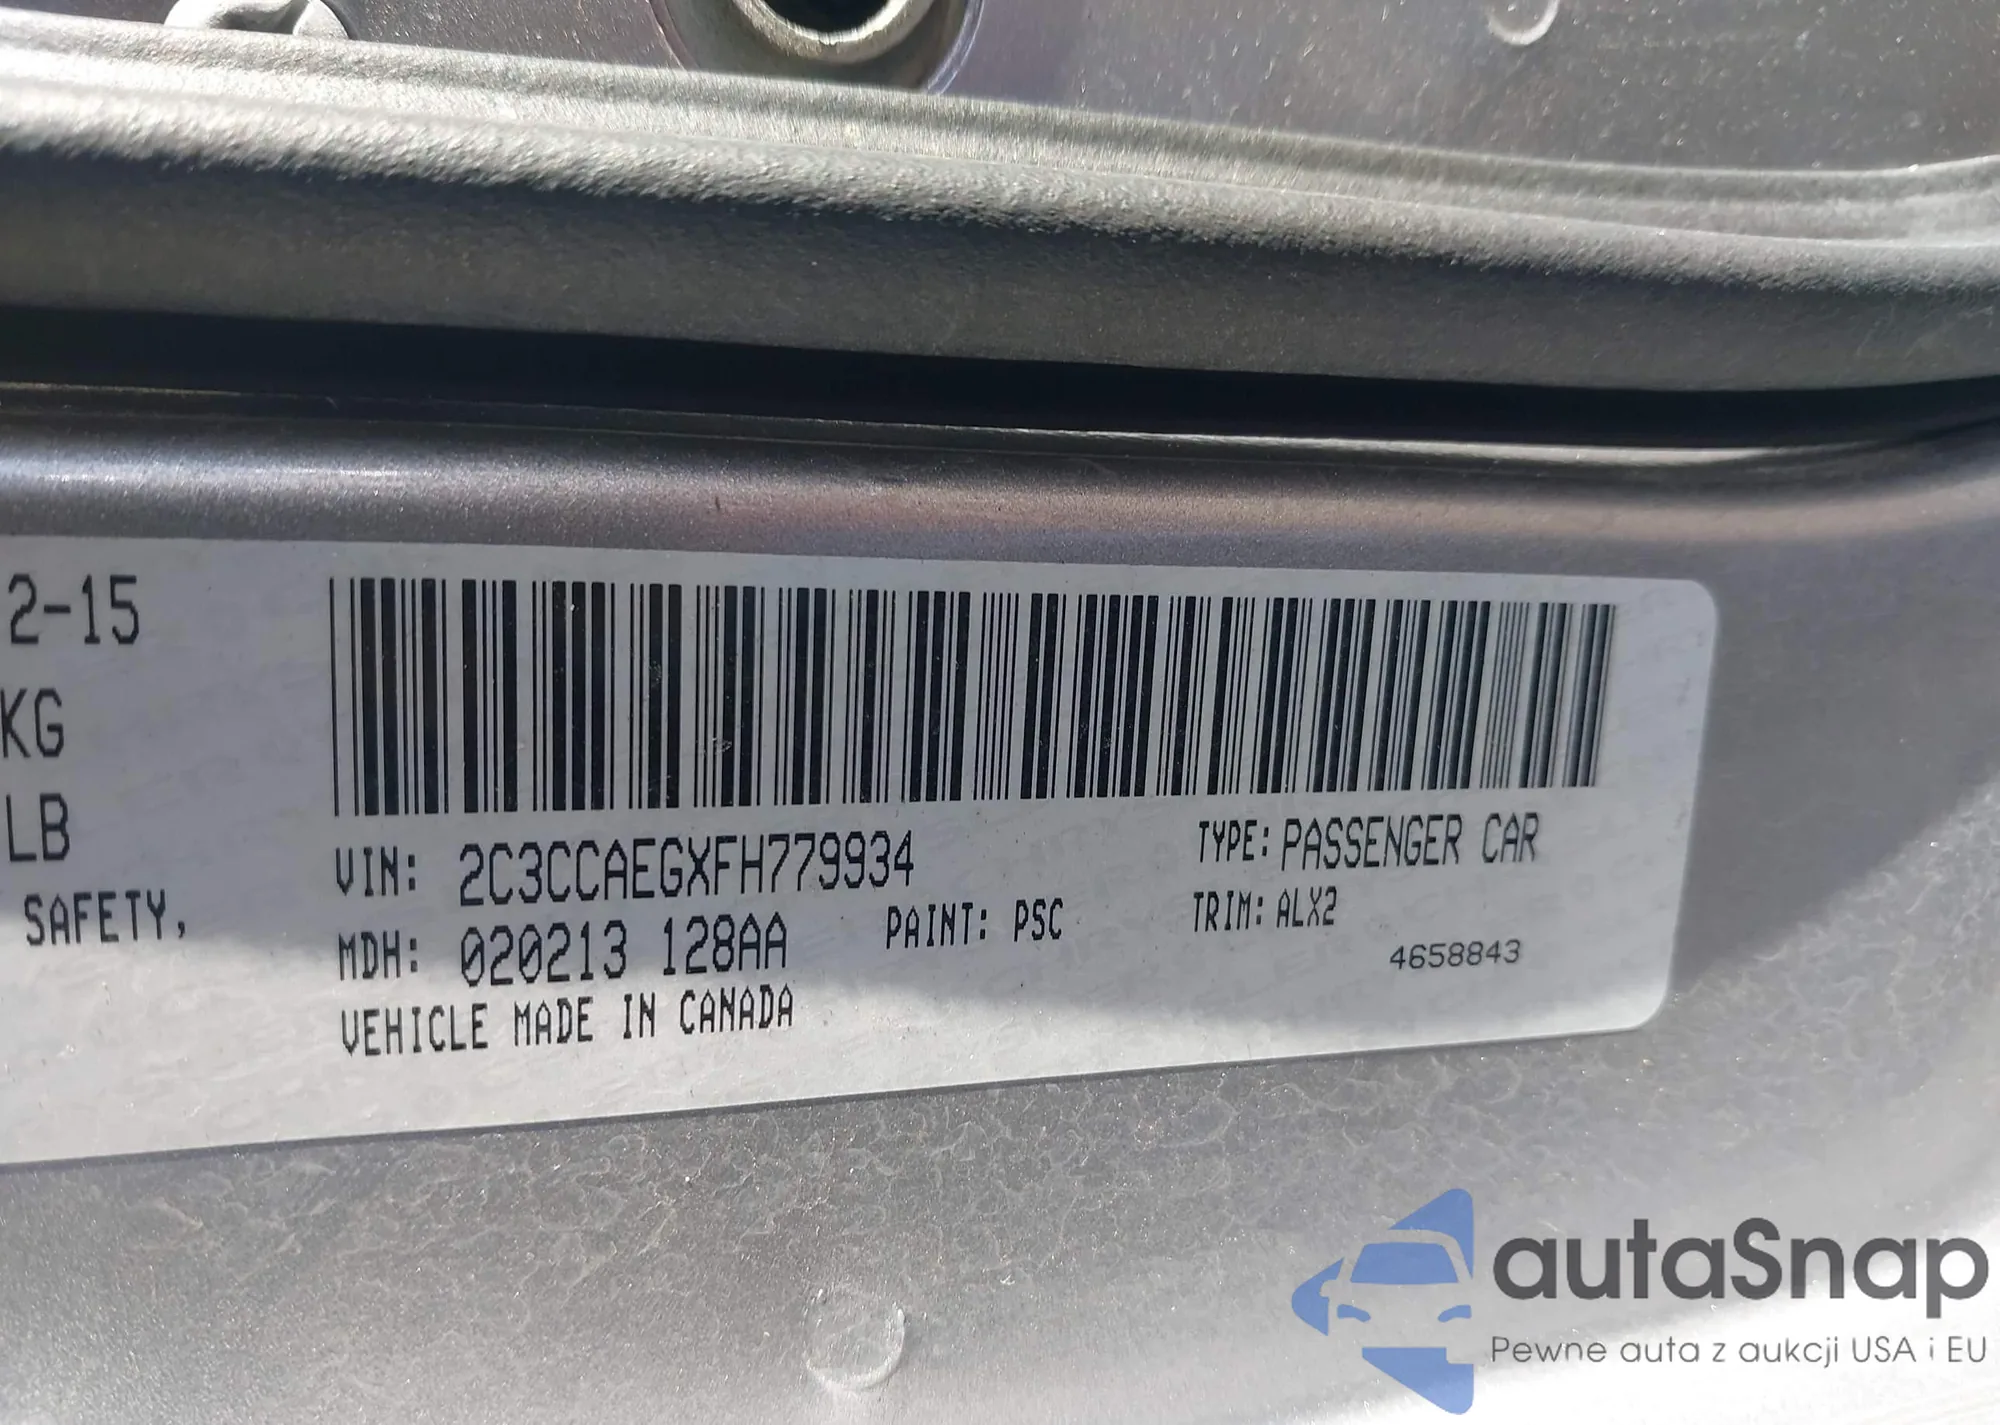 2-15
KG
LB
SAFETY,
VIN: 2C3CCAEGXFH779934
TYPE: PASSENGER CAR
MDH: 020213 128AA
PAINT: PSC
TRIM: ALX2
4658843
VEHICLE MADE IN CANADA
autaSnap
Pewne auta z aukcji USA i EU